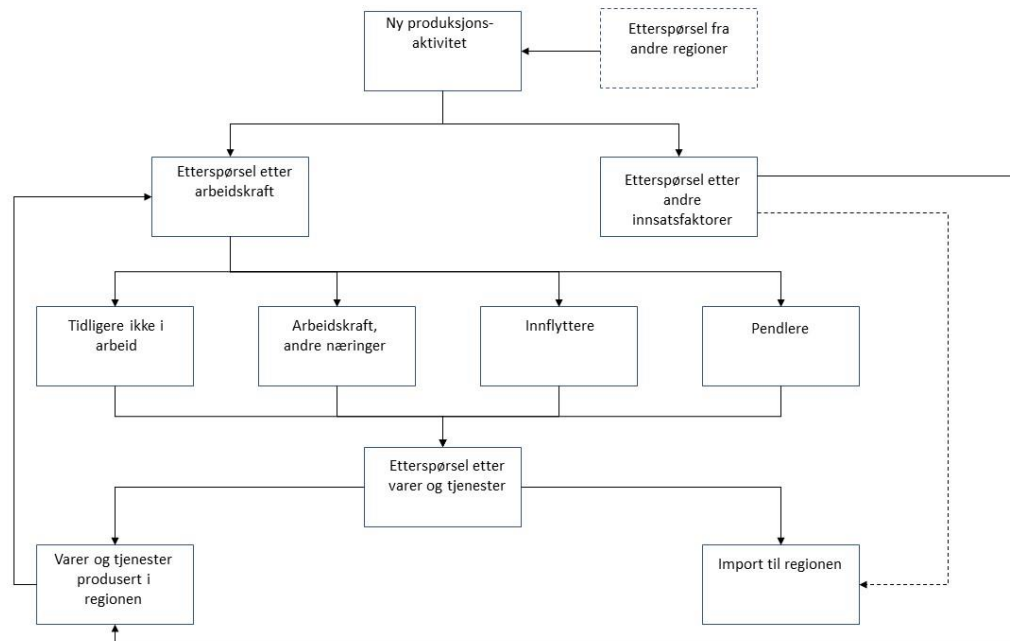 Ny produksjons-
aktivitet
Etterspørsel fra
andre regioner
Etterspørsel etter
arbeidskraft
Etterspørsel etter
andre
innsatsfaktorer
Tidligere ikke i
arbeid
Arbeidskraft,
andre næringer
Innflyttere
Pendlere
Etterspørsel etter
varer og tjenester
Varer og tjenester
produsert i
regionen
Import til regionen